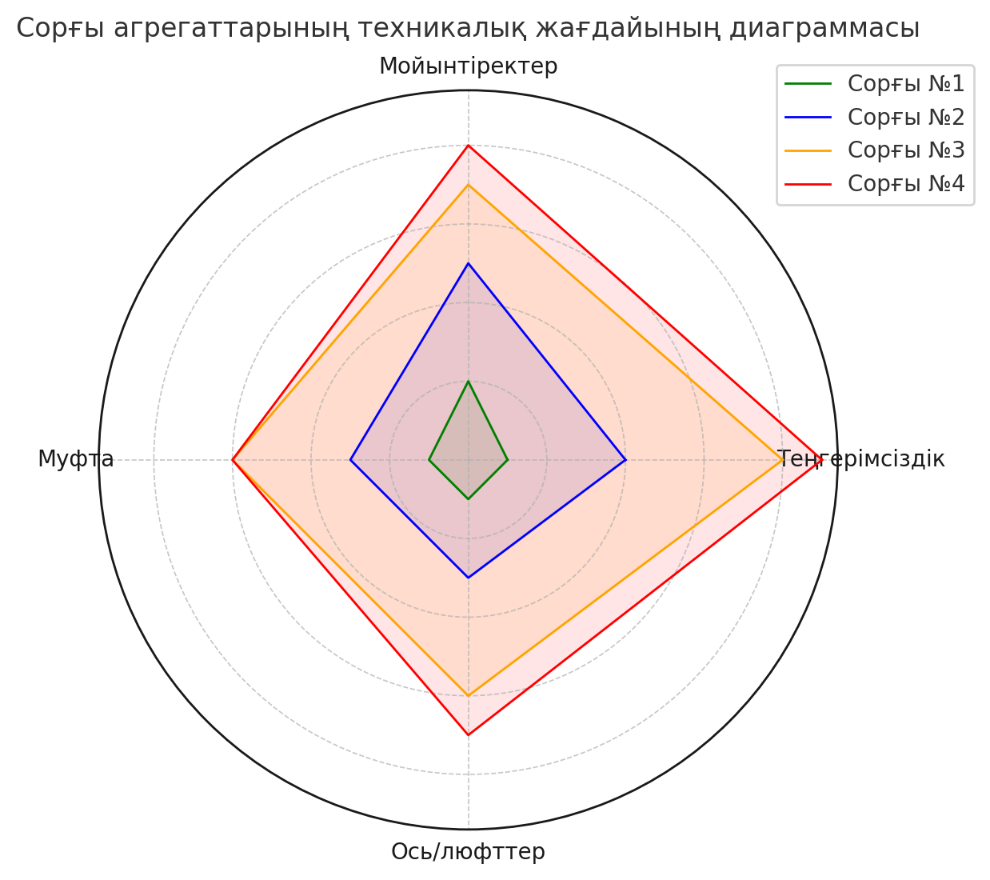 Сорғы агрегаттарының техникалық жағдайының диаграммасы
Мойынтіректер
Сорғы №1
Сорғы №2
Сорғы №3
Сорғы №4
Муфта
Теңгерімсіздік
Ось/люфттер